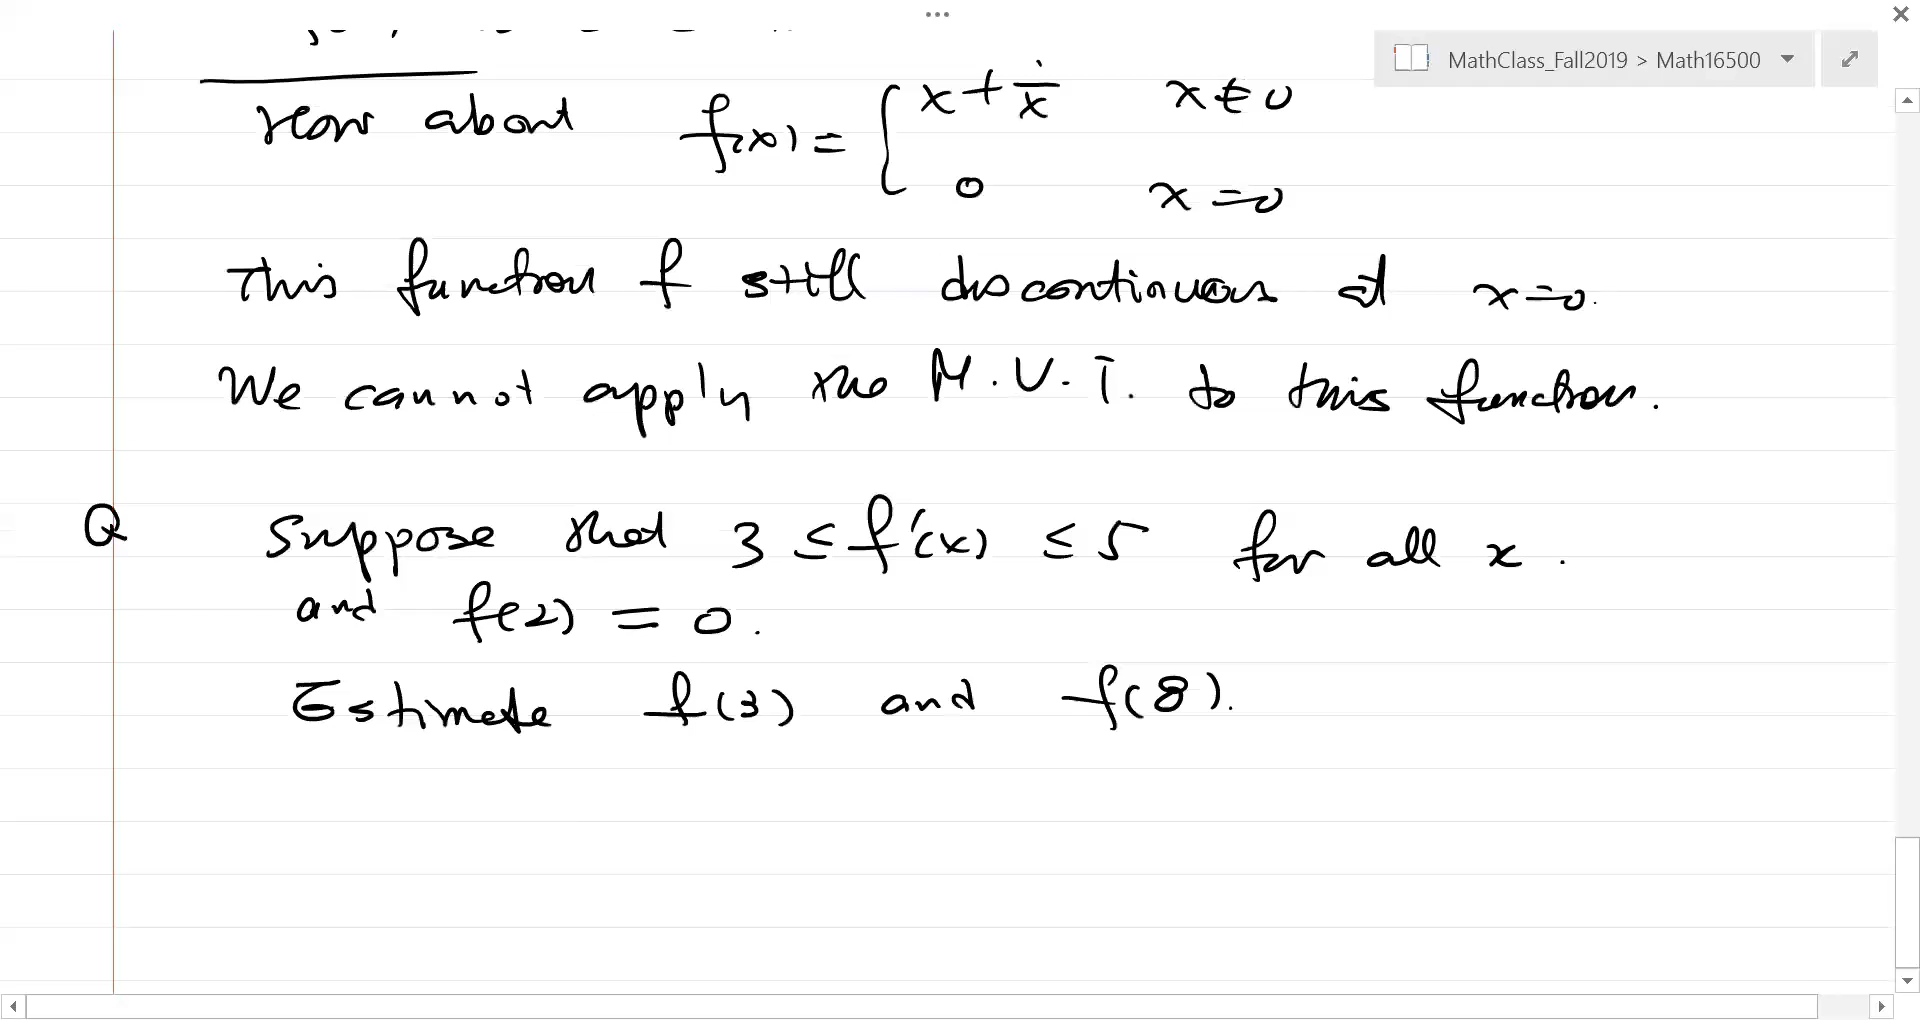 MathClass_Fall2019 > Math16500
How about f(x) = { x + 1/x x ≠ 0
0 x = 0
This function f still discontinuous at x=0.
We cannot apply the M.V.T. to this function.
Q Suppose that 3 ≤ f'(x) ≤ 5 for all x.
and f(2) = 0.
Estimate f(3) and f(8).